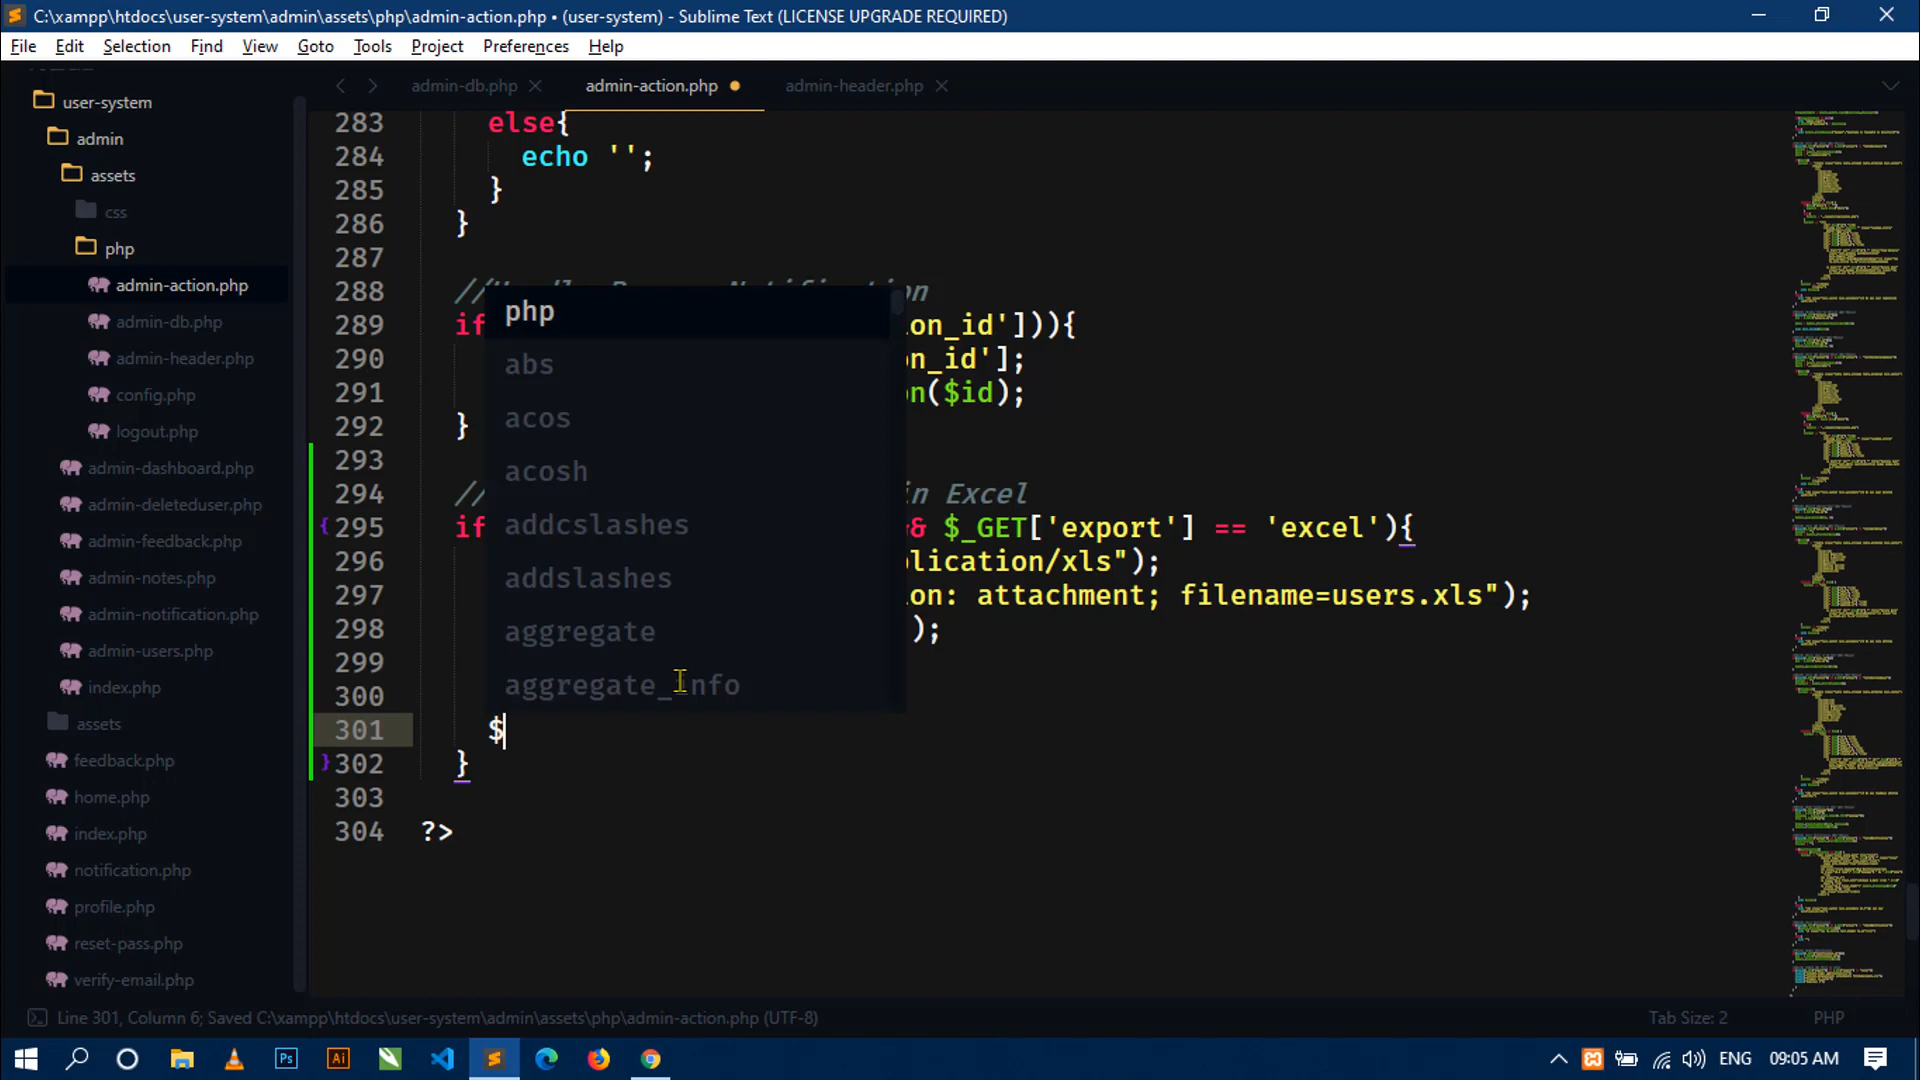 C:\xampp\htdocs\user-system\admin\assets\php\admin-action.php • (user-system) - Sublime Text (LICENSE UPGRADE REQUIRED)
File Edit Selection Find View Goto Tools Project Preferences Help
user-system
admin
assets
css
php
admin-action.php
admin-db.php
admin-header.php
config.php
logout.php
admin-dashboard.php
admin-deleteduser.php
admin-feedback.php
admin-notes.php
admin-notification.php
admin-users.php
index.php
assets
feedback.php
home.php
index.php
notification.php
profile.php
reset-pass.php
verify-email.php
admin-db.php admin-action.php admin-header.php
283 else{
284 echo '';
285 }
286 }
287
288 //
289 if on_id'])){
290 on_id'];
291 on($id);
292 }
293
294 // in Excel
295 if & $_GET['export'] == 'excel'){
296 plication/xls");
297 on: attachment; filename=users.xls");
298 );
299
300
301 $
302 }
303
304 ?>
php
abs
acos
acosh
addcslashes
addslashes
aggregate
aggregate_info
Line 301, Column 6; Saved C:\xampp\htdocs\user-system\admin\assets\php\admin-action.php (UTF-8) Tab Size: 2 PHP
Ps Ai ENG 09:05 AM